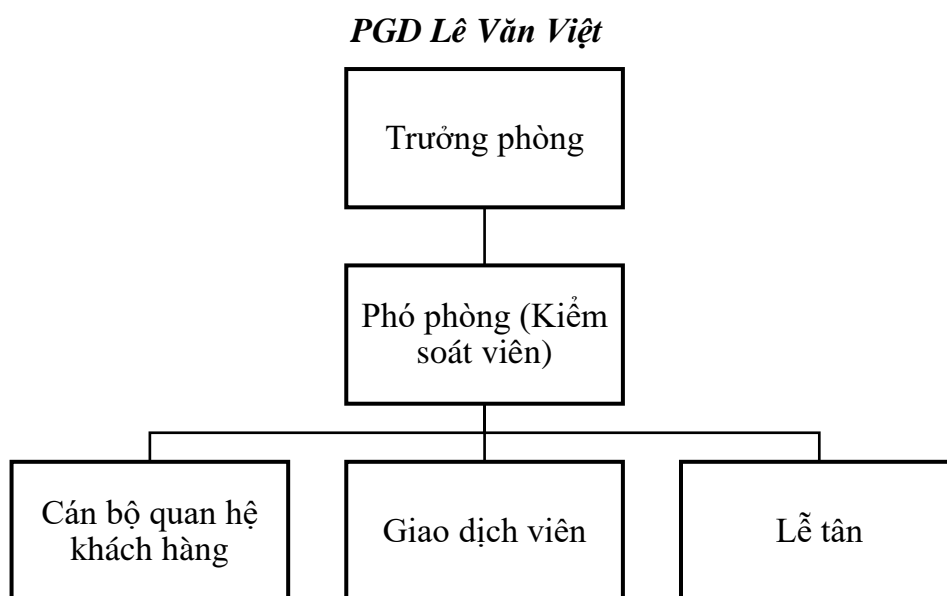 PGD Lê Văn Việt
Trưởng phòng
Phó phòng (Kiểm
soát viên)
Cán bộ quan hệ
khách hàng
Giao dịch viên
Lễ tân